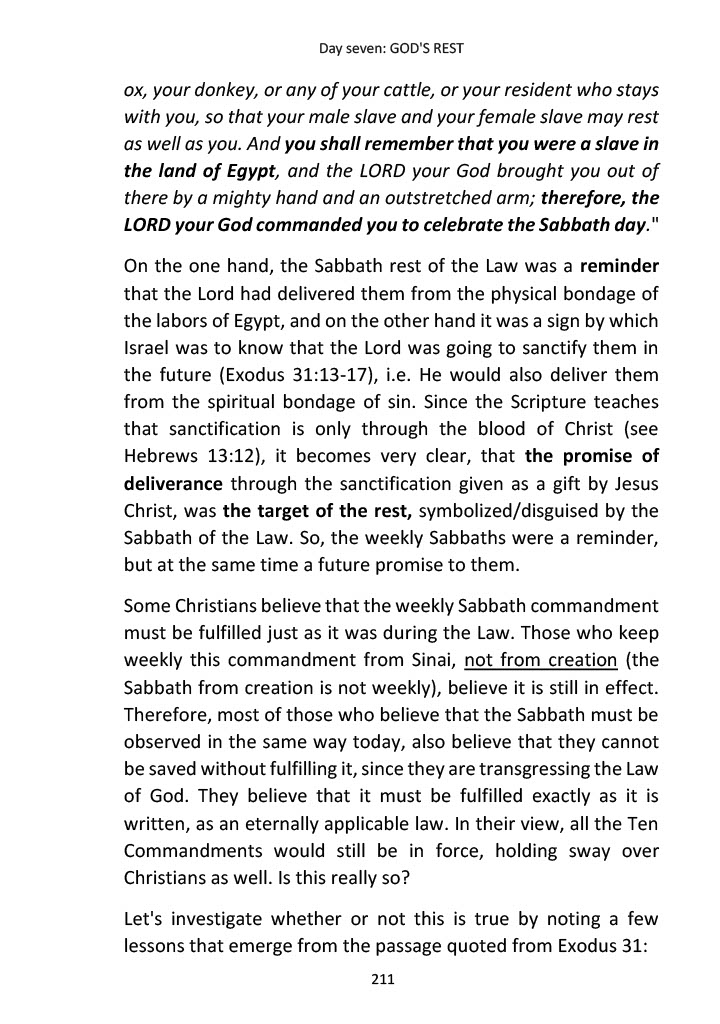 Day seven: GOD'S REST
ox, your donkey, or any of your cattle, or your resident who stays
with you, so that your male slave and your female slave may rest
as well as you. And you shall remember that you were a slave in
the land of Egypt, and the LORD your God brought you out of
there by a mighty hand and an outstretched arm; therefore, the
LORD your God commanded you to celebrate the Sabbath day."
On the one hand, the Sabbath rest of the Law was a reminder
that the Lord had delivered them from the physical bondage of
the labors of Egypt, and on the other hand it was a sign by which
Israel was to know that the Lord was going to sanctify them in
the future (Exodus 31:13-17), i.e. He would also deliver them
from the spiritual bondage of sin. Since the Scripture teaches
that sanctification is only through the blood of Christ (see
Hebrews 13:12), it becomes very clear, that the promise of
deliverance through the sanctification given as a gift by Jesus
Christ, was the target of the rest, symbolized/disguised by the
Sabbath of the Law. So, the weekly Sabbaths were a reminder,
but at the same time a future promise to them.
Some Christians believe that the weekly Sabbath commandment
must be fulfilled just as it was during the Law. Those who keep
weekly this commandment from Sinai, not from creation (the
Sabbath from creation is not weekly), believe it is still in effect.
Therefore, most of those who believe that the Sabbath must be
observed in the same way today, also believe that they cannot
be saved without fulfilling it, since they are transgressing the Law
of God. They believe that it must be fulfilled exactly as it is
written, as an eternally applicable law. In their view, all the Ten
Commandments would still be in force, holding sway over
Christians as well. Is this really so?
Let's investigate whether or not this is true by noting a few
lessons that emerge from the passage quoted from Exodus 31:
211